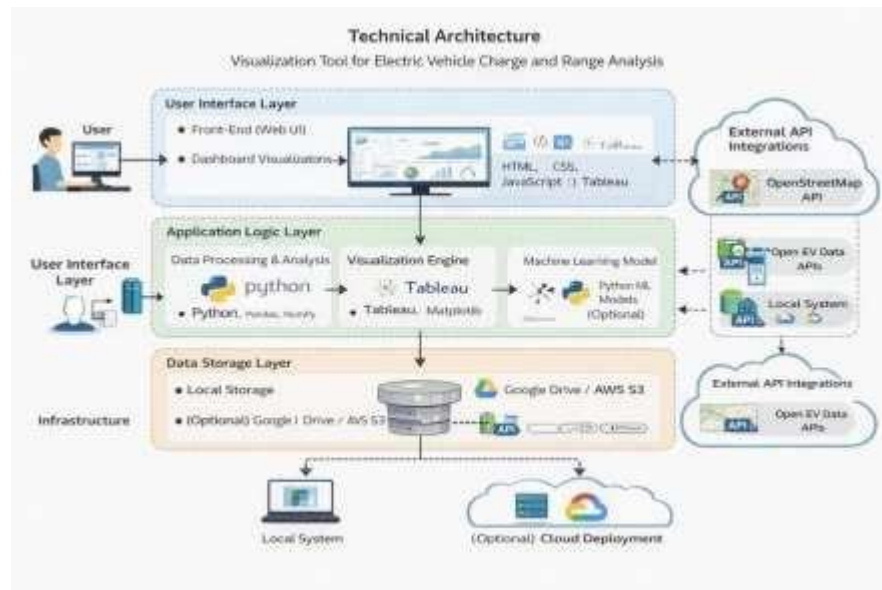 Technical Architecture
Visualization Tool for Electric Vehicle Charge and Range Analysis
User Interface Layer
User
• Front-End (Web UI)
• Dashboard Visualizatons
HTML, CSS,
JavaScript :) Tableau
External API
Integrations
OpenStreetMap
API
API
Application Logic Layer
Data Processing & Analysis
python
• Python, Pandas, NumPy
Visualization Engine
Tableau
• Tableau, Matplotlib
Machine Learning Model
Python ML
Models
(Optional)
User Interface
Layer
API
Open EV Data
APIs
Local System
API
Data Storage Layer
• Local Storage
• (Optional) Googl I Drive / AVS S3
Google Drive / AWS S3
API
Infrastructure
External API Integrations
Open EV Data
APIs
API
Local System
(Optional) Cloud Deployment